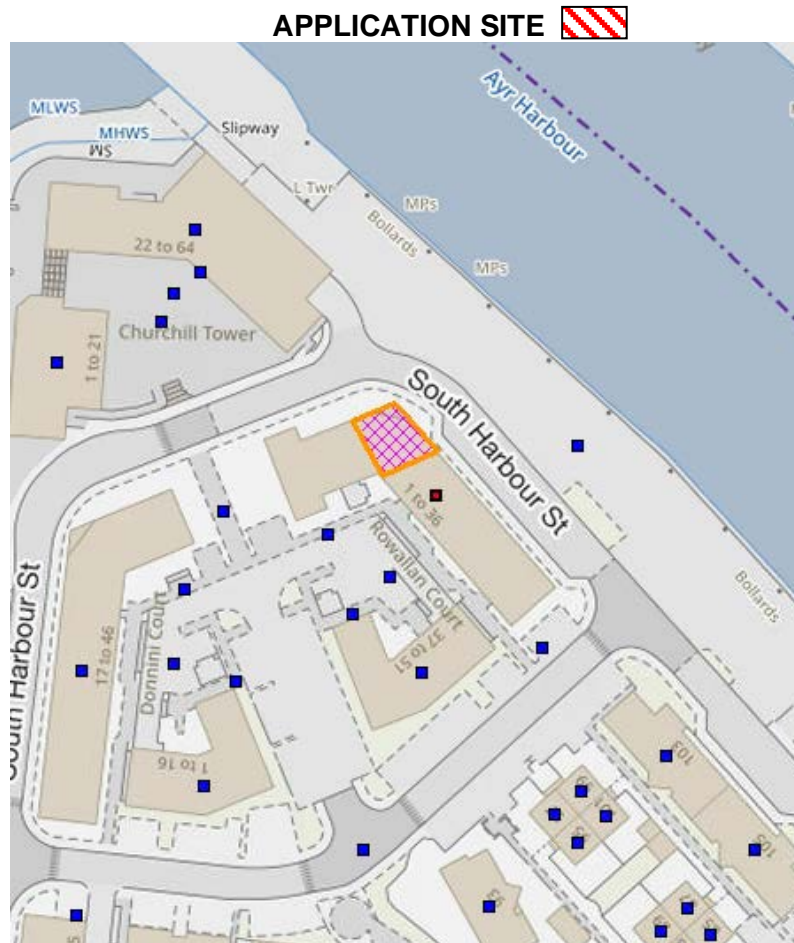 APPLICATION SITE
MLWS
MHWS
SM
Slipway
Ayr Harbour
L Twr
MPs
Bollards
MPs
22 to 64
Churchill Tower
1 to 21
South Harbour St
1 to 36
Rowallan Court
Bollards
South Harbour St
17 to 46
Donnini Court
37 to 51
1 to 16
103
105
93